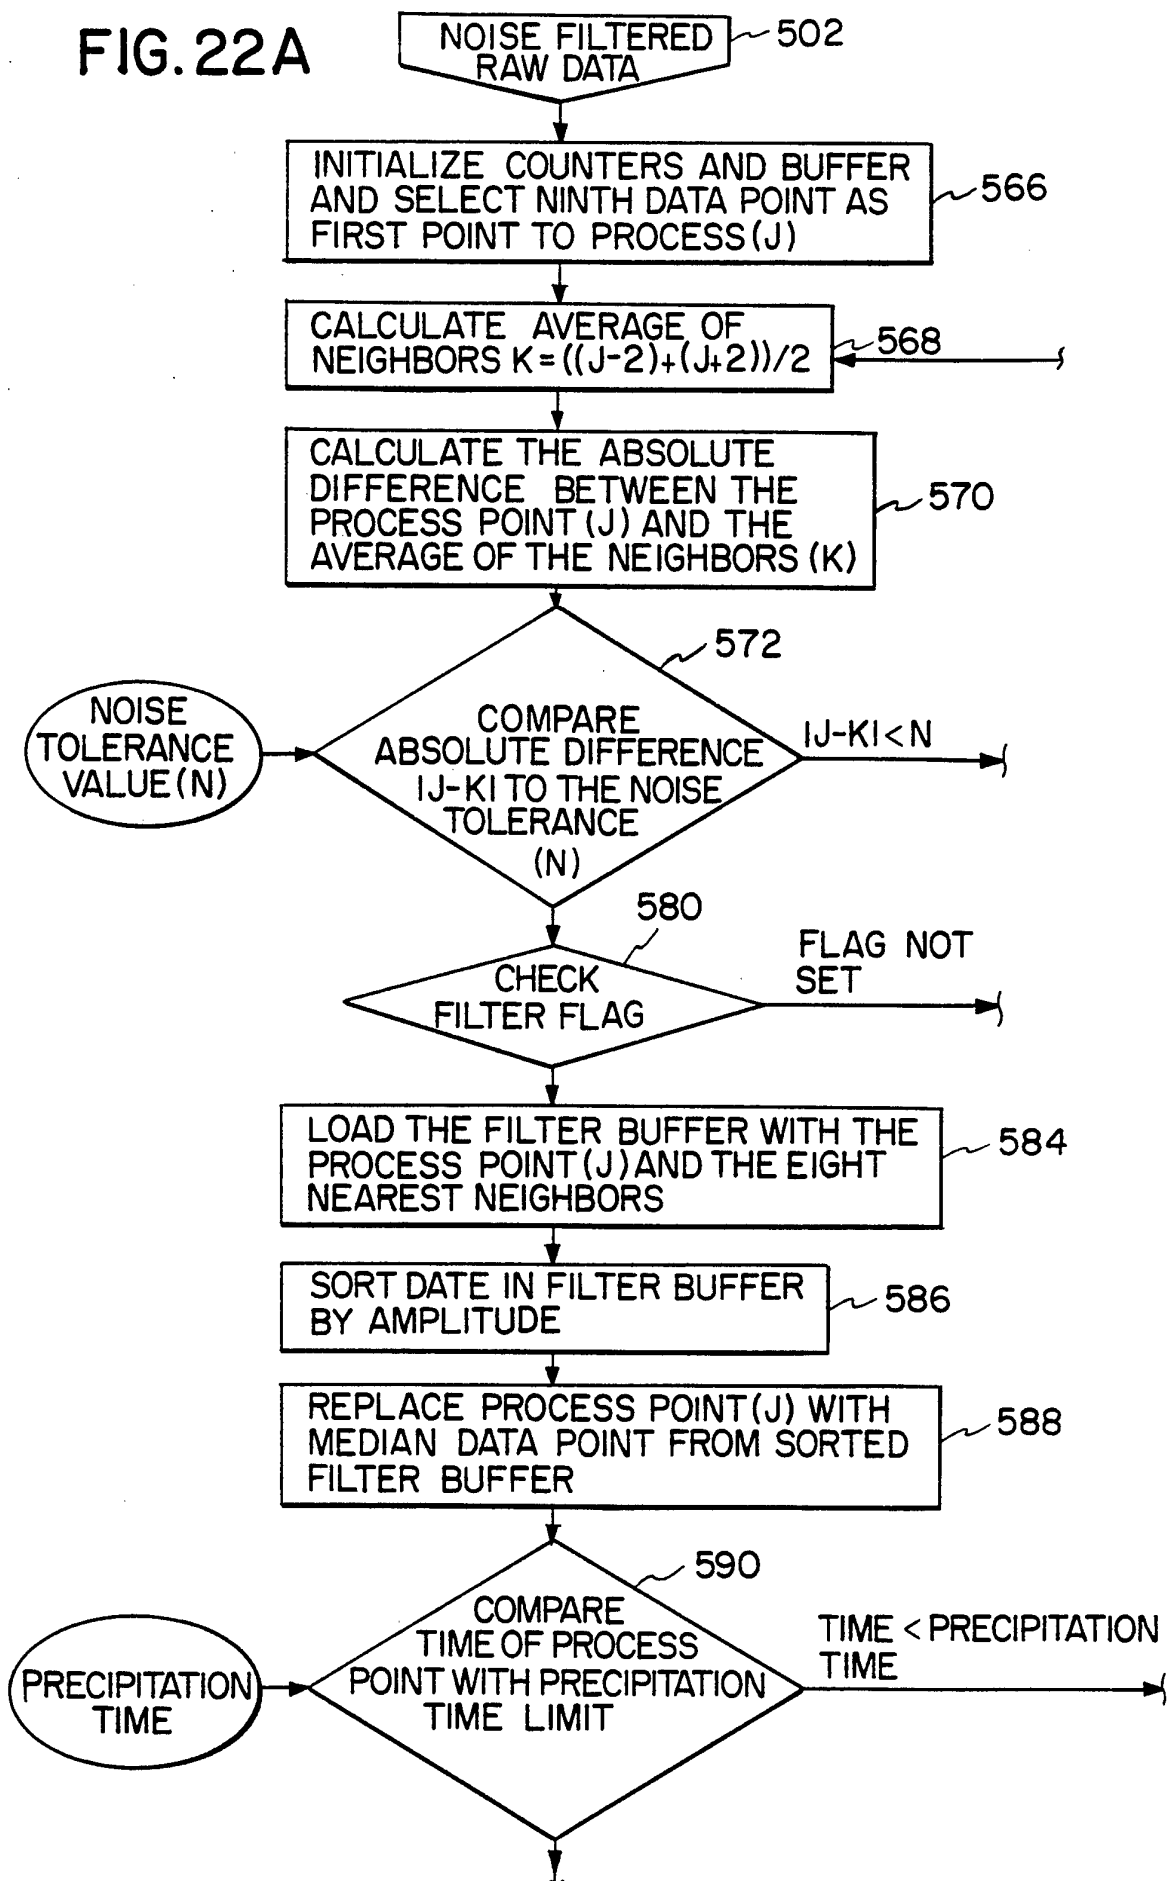 FIG. 22A
NOISE FILTERED
RAW DATA
502
INITIALIZE COUNTERS AND BUFFER
AND SELECT NINTH DATA POINT AS
FIRST POINT TO PROCESS (J)
566
CALCULATE AVERAGE OF
NEIGHBORS K = ((J-2)+(J+2))/2
568
CALCULATE THE ABSOLUTE
DIFFERENCE BETWEEN THE
PROCESS POINT (J) AND THE
AVERAGE OF THE NEIGHBORS (K)
570
572
NOISE
TOLERANCE
VALUE (N)
COMPARE
ABSOLUTE DIFFERENCE
|J-K| TO THE NOISE
TOLERANCE
(N)
|J-K| < N
580
CHECK
FILTER FLAG
FLAG NOT
SET
LOAD THE FILTER BUFFER WITH THE
PROCESS POINT (J) AND THE EIGHT
NEAREST NEIGHBORS
584
SORT DATE IN FILTER BUFFER
BY AMPLITUDE
586
REPLACE PROCESS POINT (J) WITH
MEDIAN DATA POINT FROM SORTED
FILTER BUFFER
588
590
PRECIPITATION
TIME
COMPARE
TIME OF PROCESS
POINT WITH PRECIPITATION
TIME LIMIT
TIME < PRECIPITATION
TIME